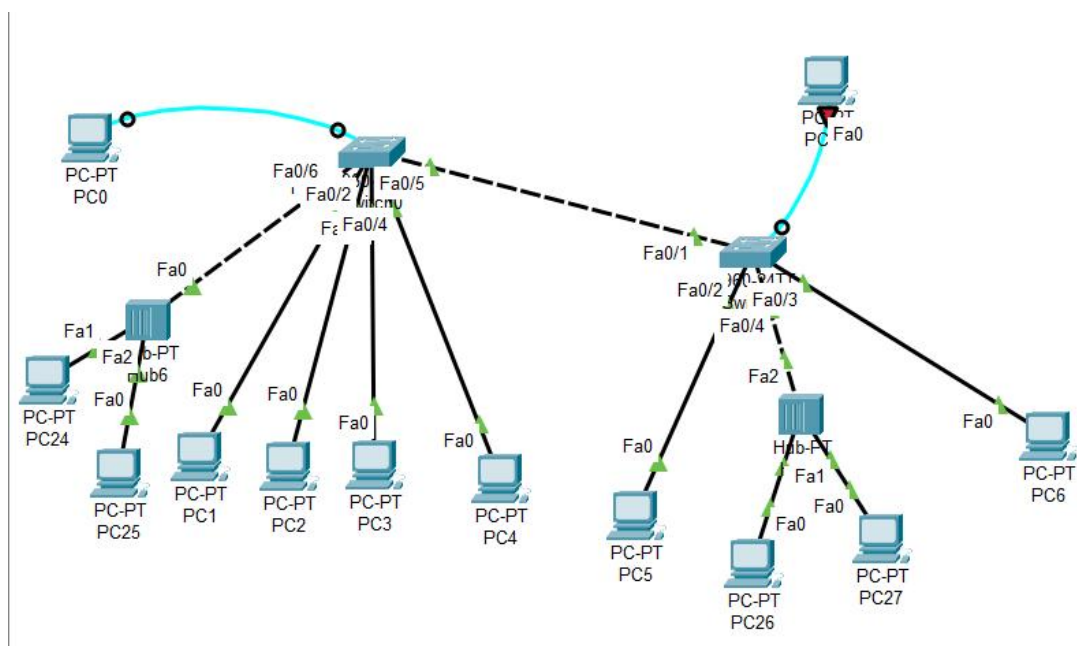 PC-PT
PC0
Fa0
Fa0/6
Fa0/5
Fa0/2
Fa0/4
Fa0/1
Fa0/2
Fa0/3
Fa0/4
Fa0
Fa1
Fa2
Fa0
PC-PT
PC24
PC-PT
PC25
Fa0
PC-PT
PC1
Fa0
PC-PT
PC2
Fa0
PC-PT
PC3
Fa0
PC-PT
PC4
Fa0
PC-PT
PC5
Fa2
Hub-PT
Fa1
Fa0
Fa0
PC-PT
PC26
PC-PT
PC27
Fa0
PC-PT
PC6